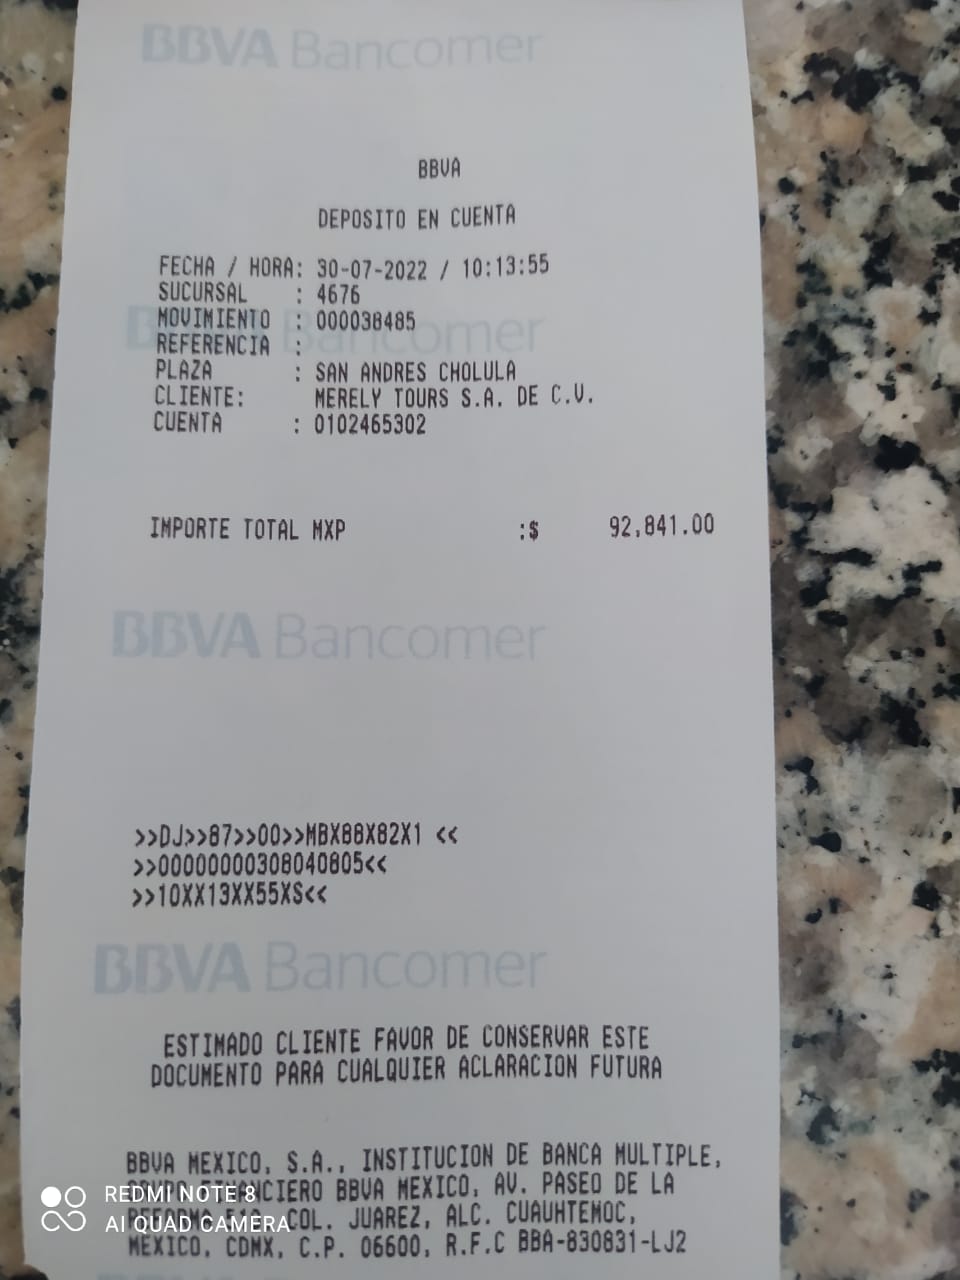 BBVA Bancomer
BBVA
DEPOSITO EN CUENTA
FECHA / HORA: 30-07-2022 / 10:13:55
SUCURSAL : 4676
MOVIMIENTO : 000038485
REFERENCIA :
PLAZA : SAN ANDRES CHOLULA
CLIENTE: MERELY TOURS S.A. DE C.V.
CUENTA : 0102465302
IMPORTE TOTAL MXP :$ 92,841.00
BBVA Bancomer
>>DJ>>87>>00>>MBX88X82X1 <<
>>00000000308040805<<
>>10XX13XX55XS<<
BBVA Bancomer
ESTIMADO CLIENTE FAVOR DE CONSERVAR ESTE
DOCUMENTO PARA CUALQUIER ACLARACION FUTURA
BBVA MEXICO, S.A., INSTITUCION DE BANCA MULTIPLE,
FINANCIERO BBVA MEXICO, AV. PASEO DE LA
COL. JUAREZ, ALC. CUAUHTEMOC,
MEXICO, CDMX, C.P. 06600, R.F.C BBA-830831-LJ2
REDMI NOTE 8
AI QUAD CAMERA